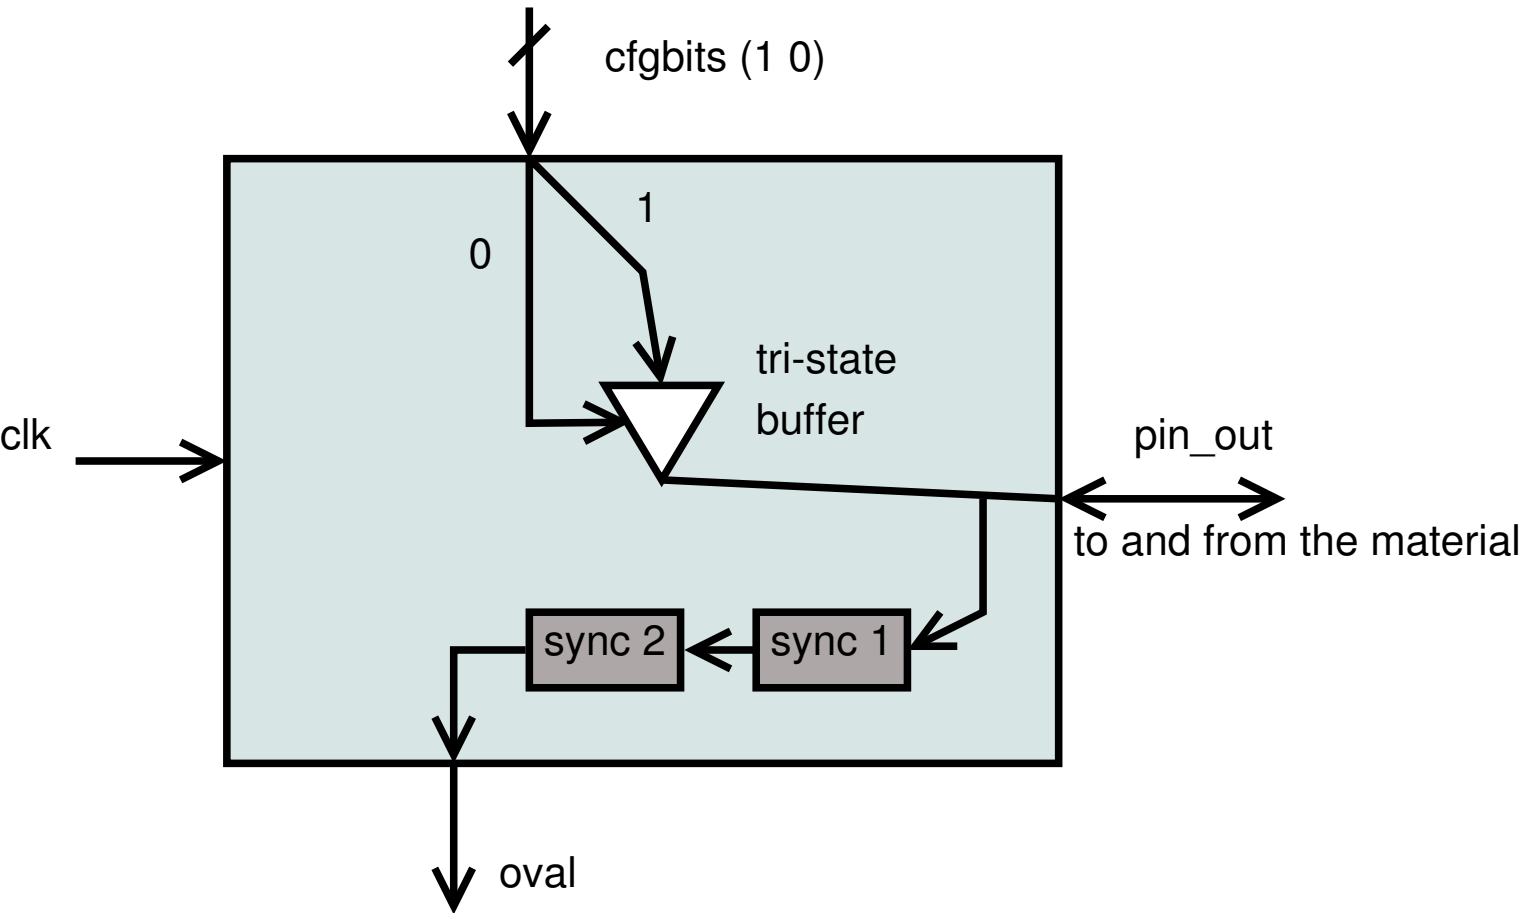 cfgbits (1 0)
1
0
tri-state
buffer
clk
pin_out
to and from the material
sync 2
sync 1
oval